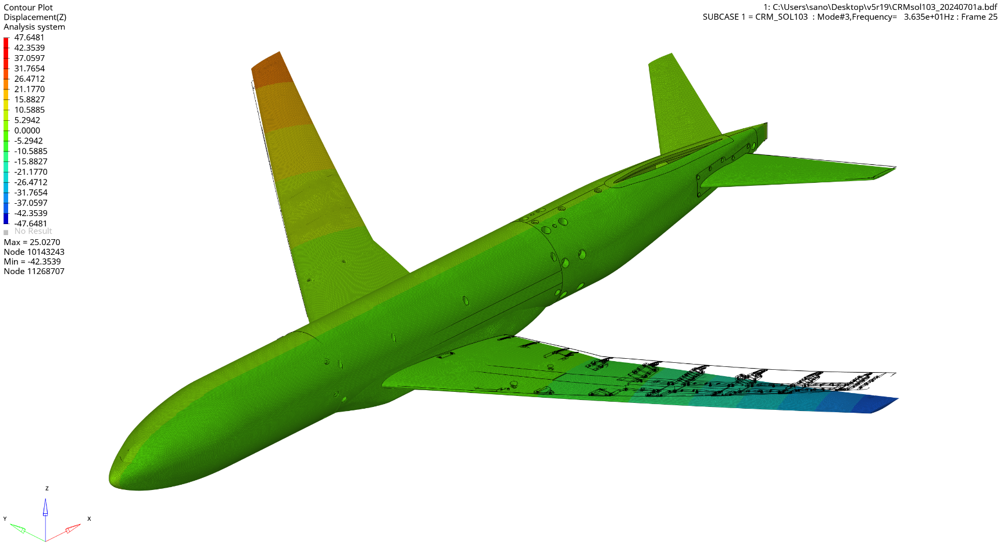 Contour Plot
Displacement(Z)
Analysis system
47.6481
42.3539
37.0597
31.7654
26.4712
21.1770
15.8827
10.5885
5.2942
0.0000
-5.2942
-10.5885
-15.8827
-21.1770
-26.4712
-31.7654
-37.0597
-42.3539
-47.6481
No Result
Max = 25.0270
Node 10143243
Min = -42.3539
Node 11268707
1: C:\Users\sano\Desktop\v5r19\CRMsol103_20240701a.bdf
SUBCASE 1 = CRM_SOL103 : Mode#3,Frequency= 3.635e+01Hz : Frame 25
Z
Y
X